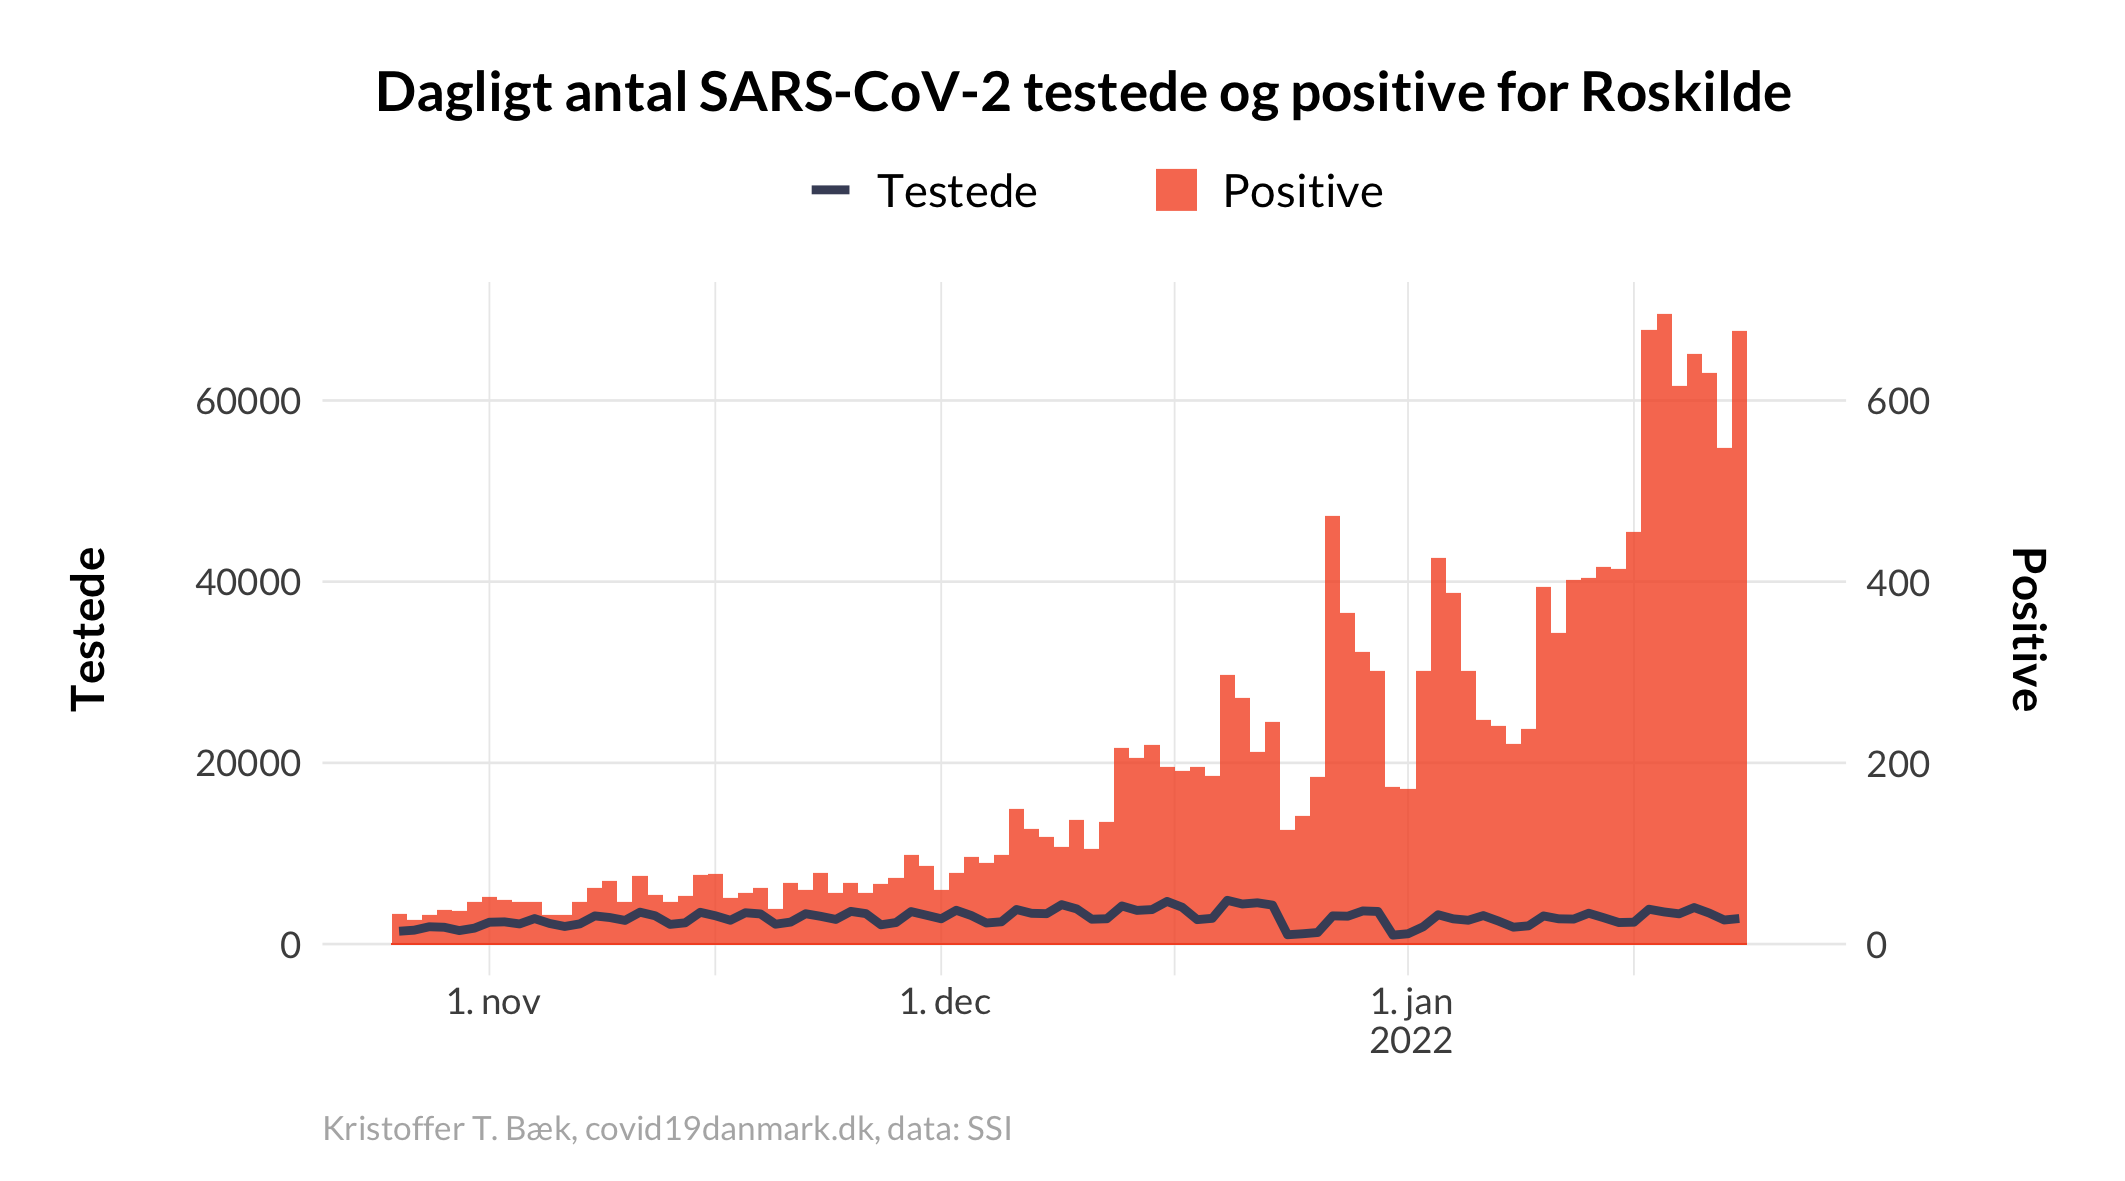 Dagligt antal SARS-CoV-2 testede og positive for Roskilde
Testede Positive
Testede
60000
40000
20000
0
600
400
200
0
Positive
1. nov
1. dec
1. jan
2022
Kristoffer T. Bæk, covid19danmark.dk, data: SSI